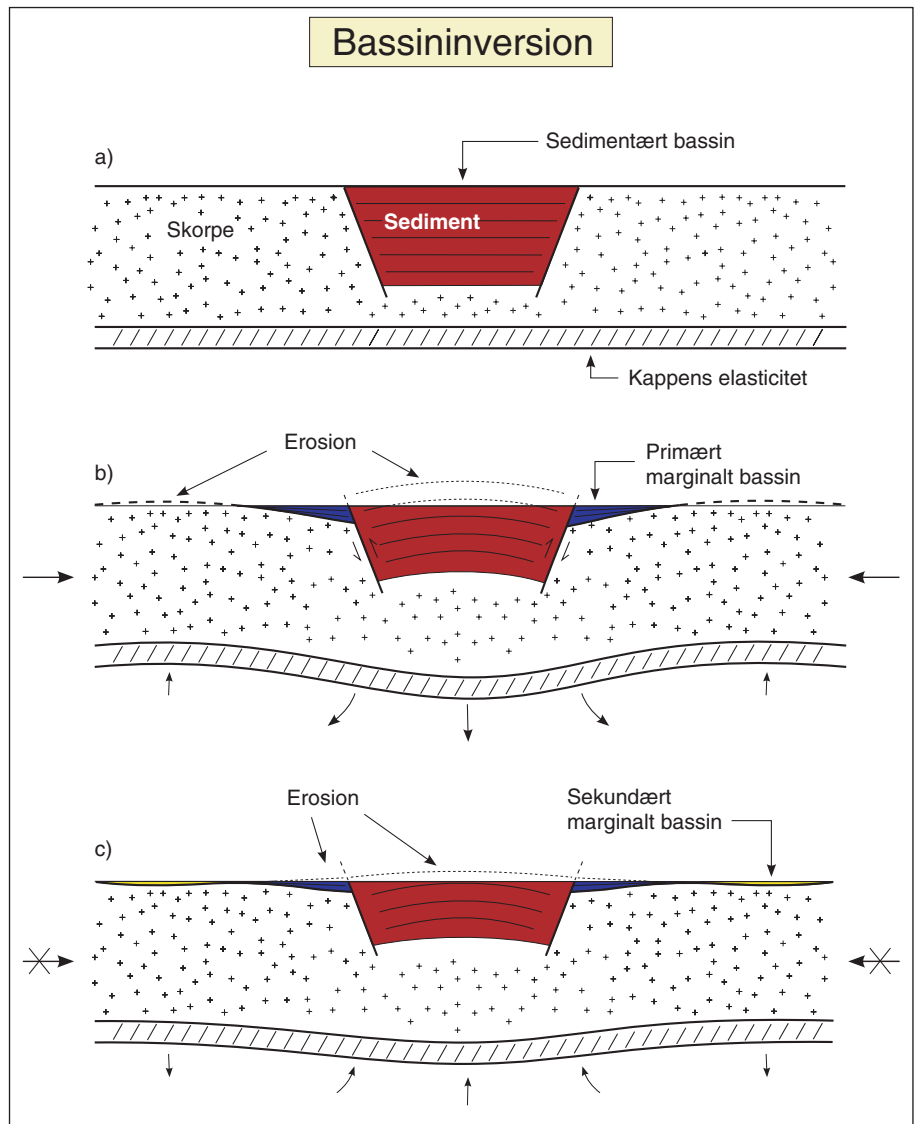 Bassininversion
a)
Sedimentært bassin
Skorpe
Sediment
Kappens elasticitet
b)
Erosion
Primært
marginalt bassin
c)
Erosion
Sekundært
marginalt bassin